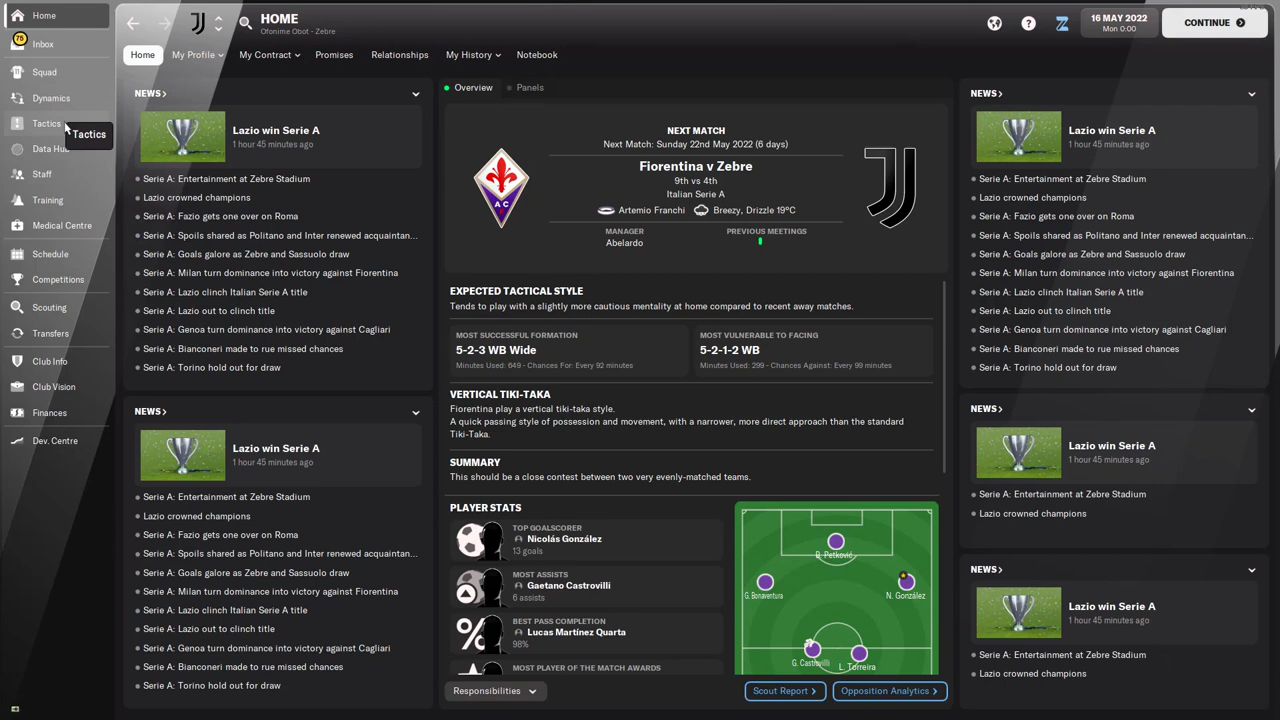 Home
75
Inbox
Squad
Dynamics
Tactics
Tactics
Data Hub
Staff
Training
Medical Centre
Schedule
Competitions
Scouting
Transfers
Club Info
Club Vision
Finances
Dev. Centre
HOME
Ofonime Obot - Zebre
16 MAY 2022
Mon 0:00
CONTINUE
Home
My Profile
My Contract
Promises
Relationships
My History
Notebook
NEWS
Lazio win Serie A
1 hour 45 minutes ago
Serie A: Entertainment at Zebre Stadium
Lazio crowned champions
Serie A: Fazio gets one over on Roma
Serie A: Spoils shared as Politano and Inter renewed acquaintan...
Serie A: Goals galore as Zebre and Sassuolo draw
Serie A: Milan turn dominance into victory against Fiorentina
Serie A: Lazio clinch Italian Serie A title
Serie A: Lazio out to clinch title
Serie A: Genoa turn dominance into victory against Cagliari
Serie A: Bianconeri made to rue missed chances
Serie A: Torino hold out for draw
NEWS
Lazio win Serie A
1 hour 45 minutes ago
Serie A: Entertainment at Zebre Stadium
Lazio crowned champions
Serie A: Fazio gets one over on Roma
Serie A: Spoils shared as Politano and Inter renewed acquaintan...
Serie A: Goals galore as Zebre and Sassuolo draw
Serie A: Milan turn dominance into victory against Fiorentina
Serie A: Lazio clinch Italian Serie A title
Serie A: Lazio out to clinch title
Serie A: Genoa turn dominance into victory against Cagliari
Serie A: Bianconeri made to rue missed chances
Serie A: Torino hold out for draw
Overview
Panels
NEXT MATCH
Next Match: Sunday 22nd May 2022 (6 days)
Fiorentina v Zebre
9th vs 4th
Italian Serie A
Artemio Franchi
Breezy, Drizzle 19°C
MANAGER
Abelardo
PREVIOUS MEETINGS
EXPECTED TACTICAL STYLE
Tends to play with a slightly more cautious mentality at home compared to recent away matches.
MOST SUCCESSFUL FORMATION
5-2-3 WB Wide
Minutes Used: 649 - Chances For: Every 92 minutes
MOST VULNERABLE TO FACING
5-2-1-2 WB
Minutes Used: 299 - Chances Against: Every 99 minutes
VERTICAL TIKI-TAKA
Fiorentina play a vertical tiki-taka style.
A quick passing style of possession and movement, with a narrower, more direct approach than the standard
Tiki-Taka.
SUMMARY
This should be a close contest between two very evenly-matched teams.
PLAYER STATS
TOP GOALSCORER
Nicolás González
13 goals
MOST ASSISTS
Gaetano Castrovilli
6 assists
BEST PASS COMPLETION
Lucas Martínez Quarta
98%
MOST PLAYER OF THE MATCH AWARDS
B. Petković
G. Bonaventura
N. González
G. Castrovilli
L. Torreira
Responsibilities
Scout Report
Opposition Analytics
NEWS
Lazio win Serie A
1 hour 45 minutes ago
Serie A: Entertainment at Zebre Stadium
Lazio crowned champions
Serie A: Fazio gets one over on Roma
Serie A: Spoils shared as Politano and Inter renewed acquaintan...
Serie A: Goals galore as Zebre and Sassuolo draw
Serie A: Milan turn dominance into victory against Fiorentina
Serie A: Lazio clinch Italian Serie A title
Serie A: Lazio out to clinch title
Serie A: Genoa turn dominance into victory against Cagliari
Serie A: Bianconeri made to rue missed chances
Serie A: Torino hold out for draw
NEWS
Lazio win Serie A
1 hour 45 minutes ago
Serie A: Entertainment at Zebre Stadium
Lazio crowned champions
NEWS
Lazio win Serie A
1 hour 45 minutes ago
Serie A: Entertainment at Zebre Stadium
Lazio crowned champions